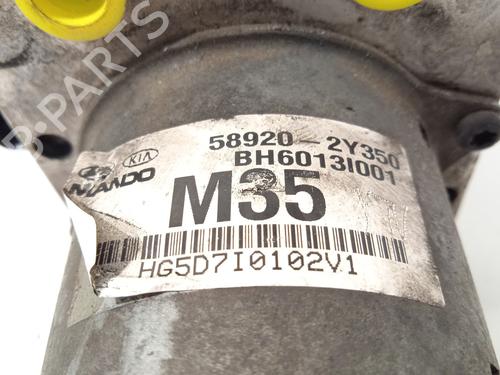 58920-2Y350
BH6013I001
KIA
MANDO
M35
HG5D7I0102V1
B-PARTS